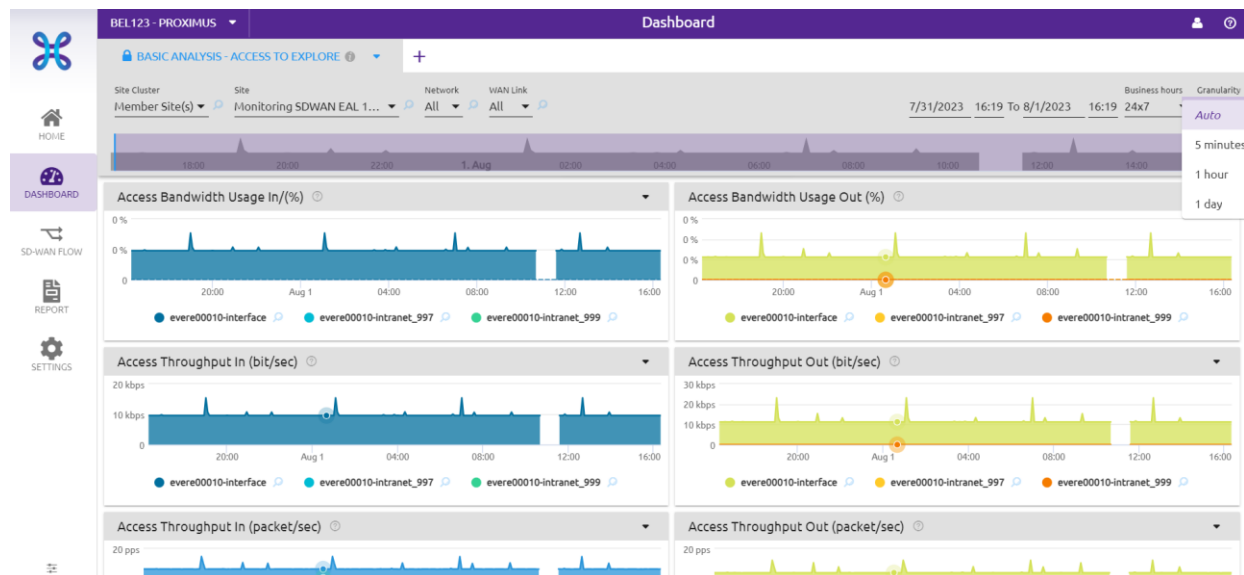 BEL123 - PROXIMUS
Dashboard
BASIC ANALYSIS - ACCESS TO EXPLORE
+
Site Cluster
Site
Network
WAN Link
Business hours
Granularity
Member Site(s)
Monitoring SDWAN EAL 1...
All
All
7/31/2023 16:19 To 8/1/2023 16:19
24x7
Auto
5 minutes
1 hour
1 day
18:00 20:00 22:00 1. Aug 02:00 04:00 06:00 08:00 10:00 12:00 14:00
HOME
DASHBOARD
SD-WAN FLOW
REPORT
SETTINGS
Access Bandwidth Usage In/(%)
0 %
0 %
0
20:00 Aug 1 04:00 08:00 12:00 16:00
evere00010-interface evere00010-intranet_997 evere00010-intranet_999
Access Bandwidth Usage Out (%)
0 %
0 %
0 %
0
20:00 Aug 1 04:00 08:00 12:00 16:00
evere00010-interface evere00010-intranet_997 evere00010-intranet_999
Access Throughput In (bit/sec)
20 kbps
10 kbps
0
20:00 Aug 1 04:00 08:00 12:00 16:00
evere00010-interface evere00010-intranet_997 evere00010-intranet_999
Access Throughput Out (bit/sec)
30 kbps
20 kbps
10 kbps
0
20:00 Aug 1 04:00 08:00 12:00 16:00
evere00010-interface evere00010-intranet_997 evere00010-intranet_999
Access Throughput In (packet/sec)
20 pps
Access Throughput Out (packet/sec)
20 pps